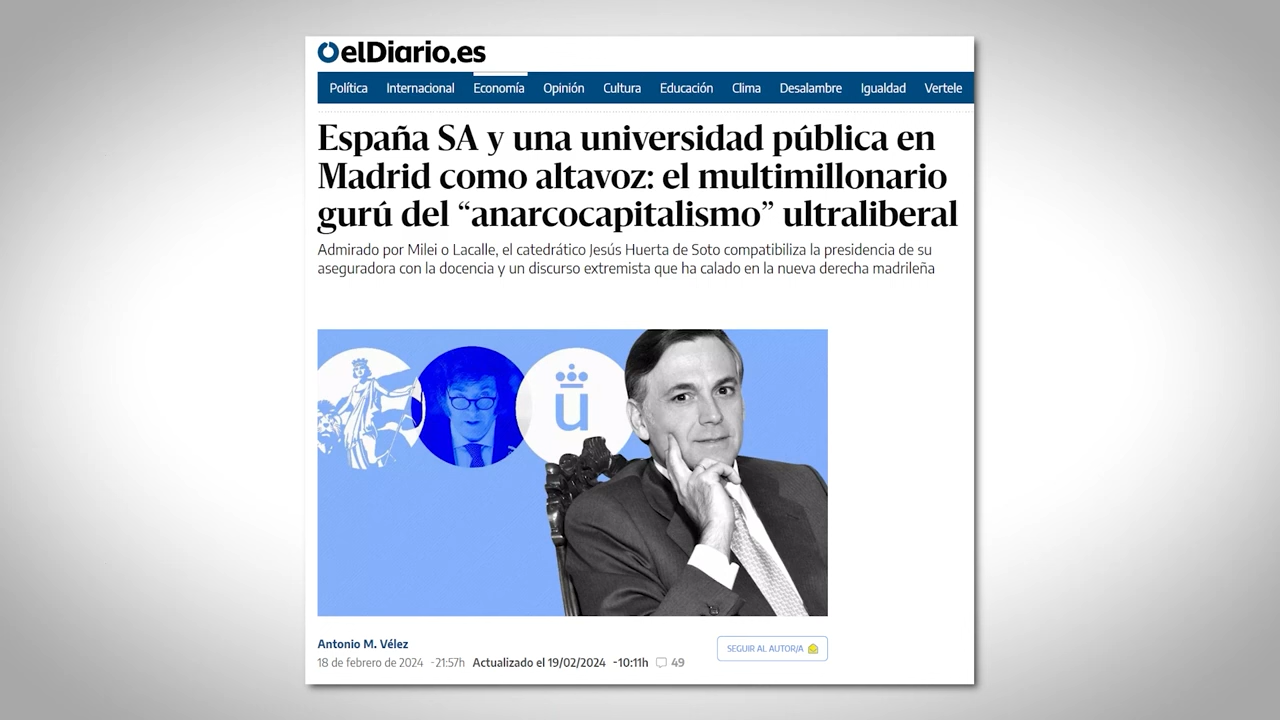 elDiario.es
Política Internacional Economía Opinión Cultura Educación Clima Desalambre Igualdad Vertele
España SA y una universidad pública en
Madrid como altavoz: el multimillonario
gurú del “anarcocapitalismo” ultraliberal
Admirado por Milei o Lacalle, el catedrático Jesús Huerta de Soto compatibiliza la presidencia de su
aseguradora con la docencia y un discurso extremista que ha calado en la nueva derecha madrileña
u
Antonio M. Vélez
SEGUIR AL AUTOR/A
18 de febrero de 2024 -21:57h Actualizado el 19/02/2024 -10:11h 49